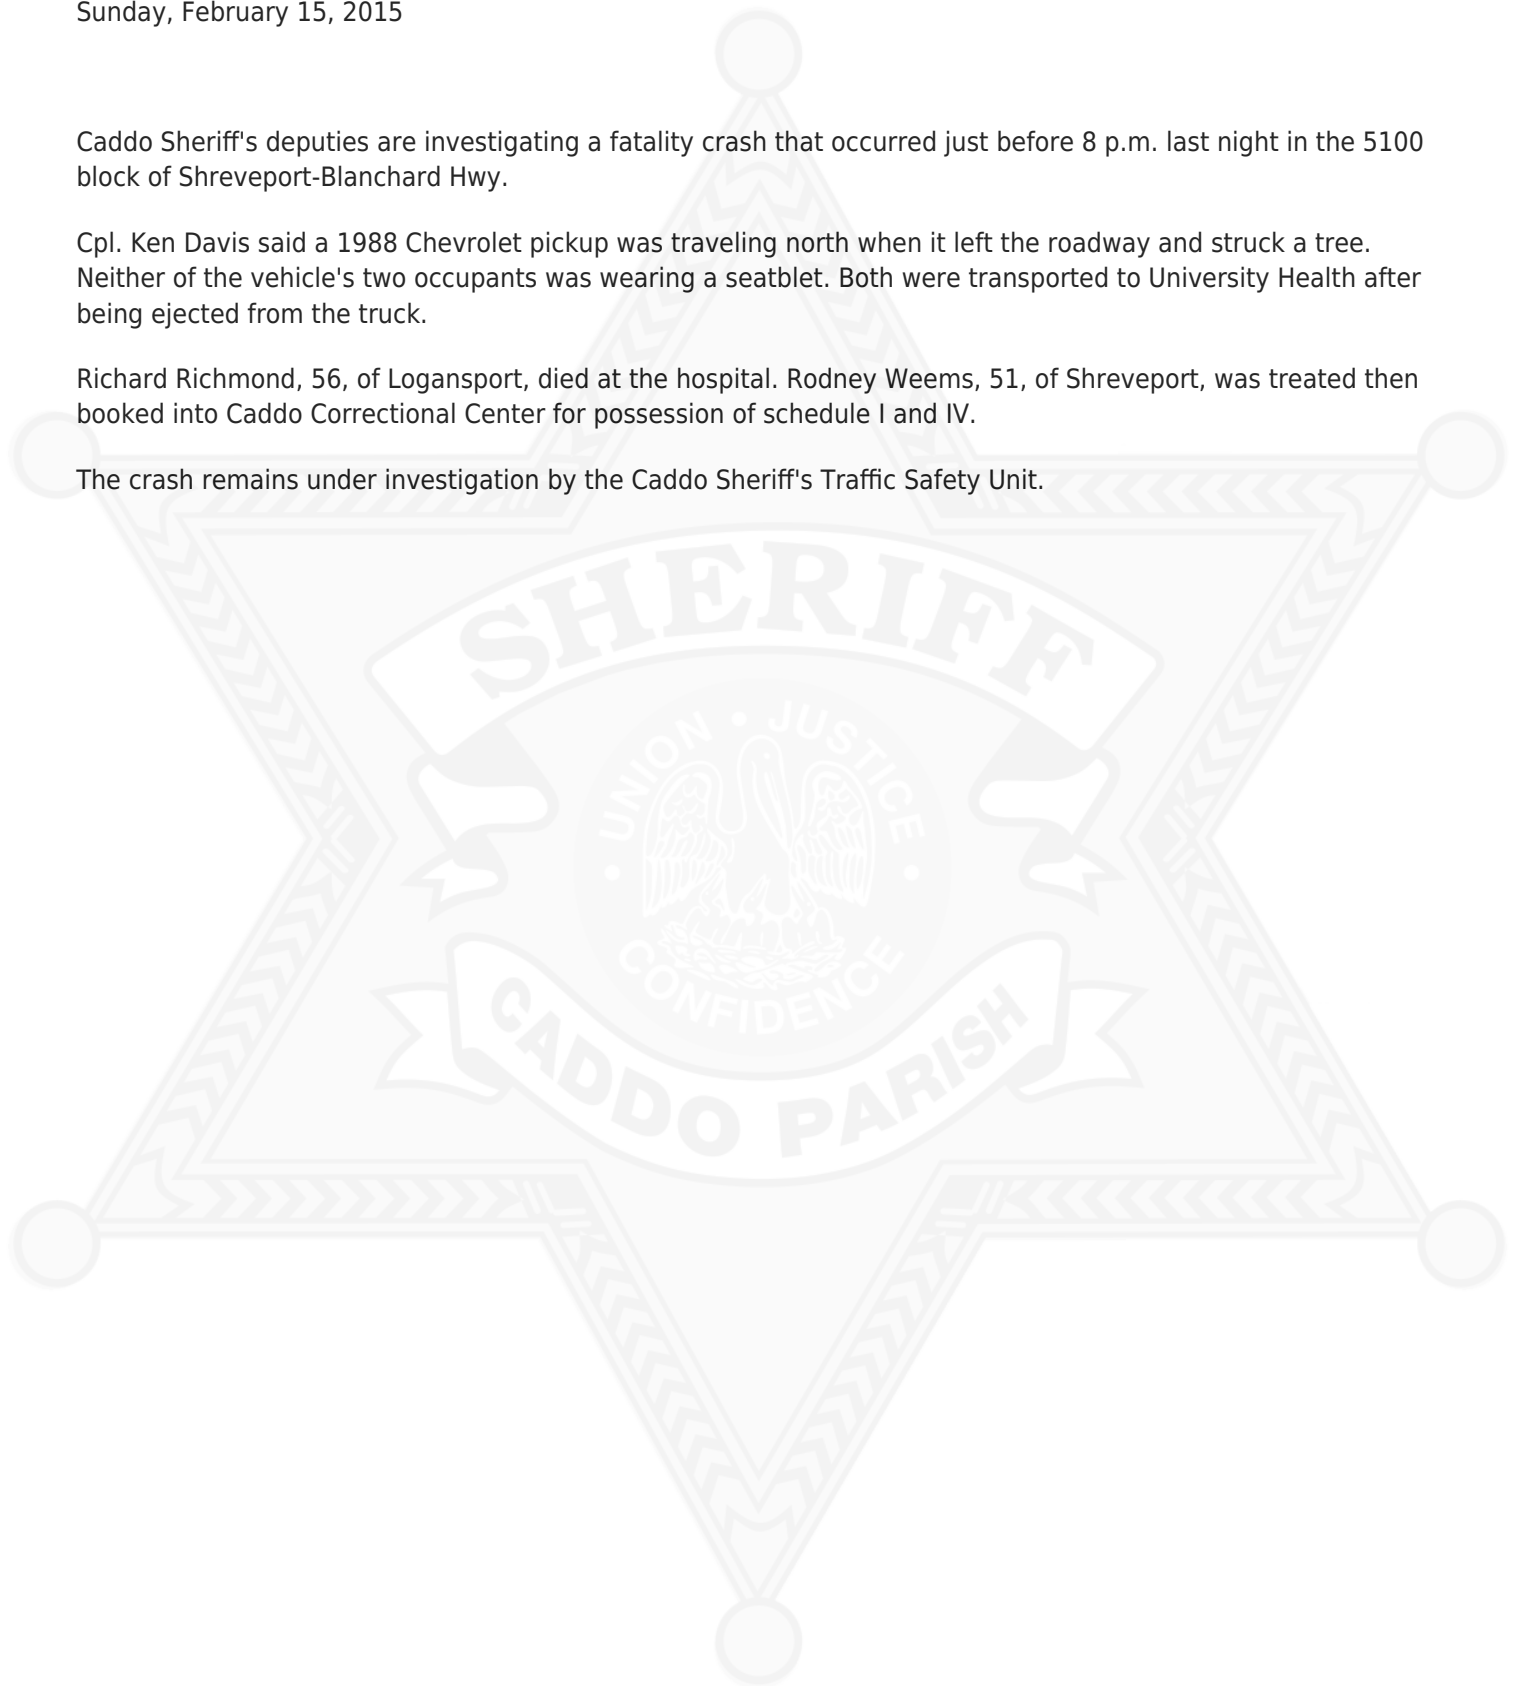 Sunday, February 15, 2015
Caddo Sheriff's deputies are investigating a fatality crash that occurred just before 8 p.m. last night in the 5100
block of Shreveport-Blanchard Hwy.
Cpl. Ken Davis said a 1988 Chevrolet pickup was traveling north when it left the roadway and struck a tree.
Neither of the vehicle's two occupants was wearing a seatblet. Both were transported to University Health after
being ejected from the truck.
Richard Richmond, 56, of Logansport, died at the hospital. Rodney Weems, 51, of Shreveport, was treated then
booked into Caddo Correctional Center for possession of schedule I and IV.
The crash remains under investigation by the Caddo Sheriff's Traffic Safety Unit.
SHERIFF
UNION • JUSTICE
• CONFIDENCE •
CADDO PARISH